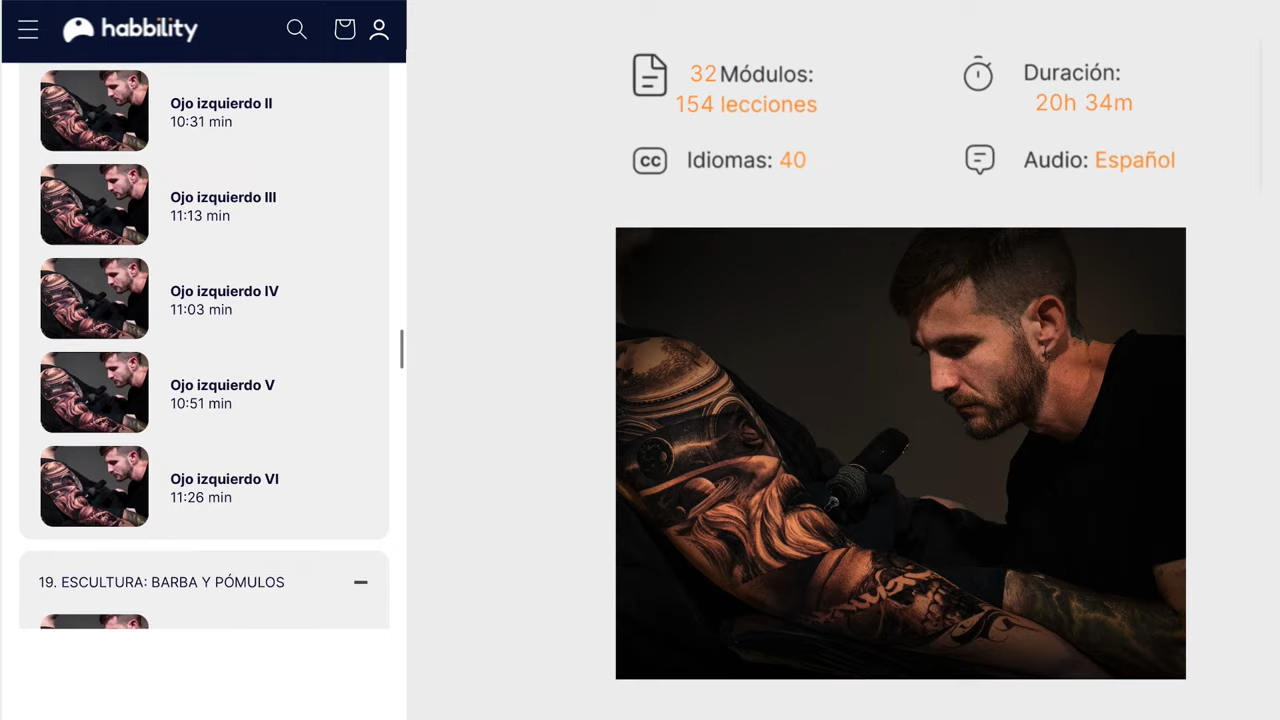 habbility
Ojo izquierdo II
10:31 min
Ojo izquierdo III
11:13 min
Ojo izquierdo IV
11:03 min
Ojo izquierdo V
10:51 min
Ojo izquierdo VI
11:26 min
19. ESCULTURA: BARBA Y PÓMULOS
32 Módulos:
154 lecciones
Duración:
20h 34m
CC Idiomas: 40
Audio: Español